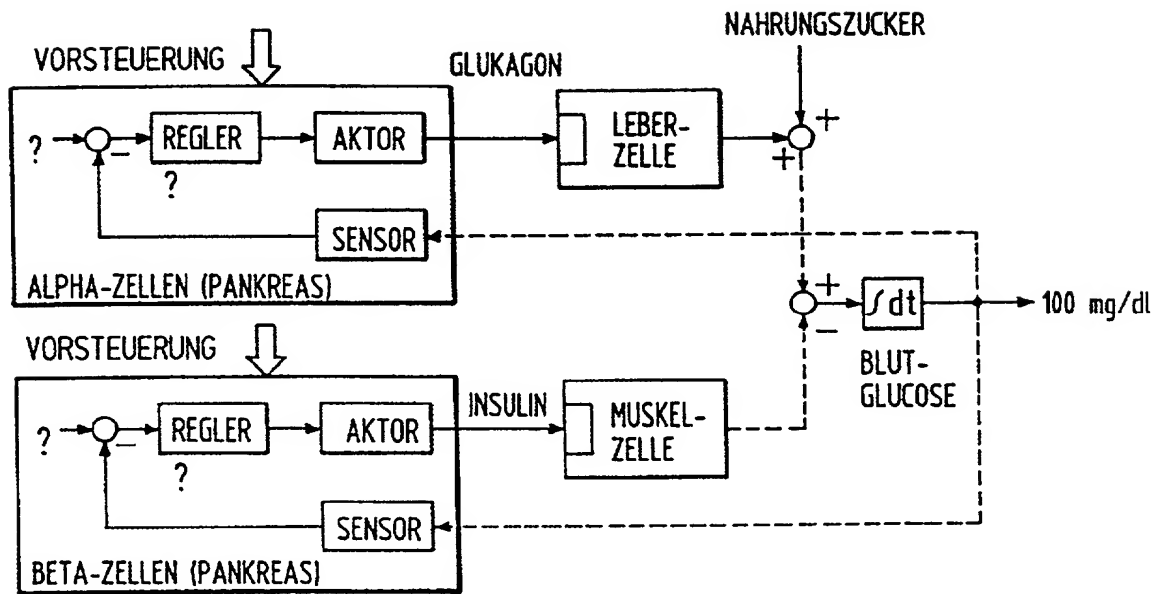 NAHRUNGSZUCKER
VORSTEUERUNG
GLUKAGON
?
-
REGLER
?
AKTOR
LEBER-
ZELLE
+
+
SENSOR
ALPHA-ZELLEN (PANKREAS)
+
-
∫dt
100 mg/dl
BLUT-
GLUCOSE
VORSTEUERUNG
INSULIN
?
-
REGLER
?
AKTOR
MUSKEL-
ZELLE
SENSOR
BETA-ZELLEN (PANKREAS)